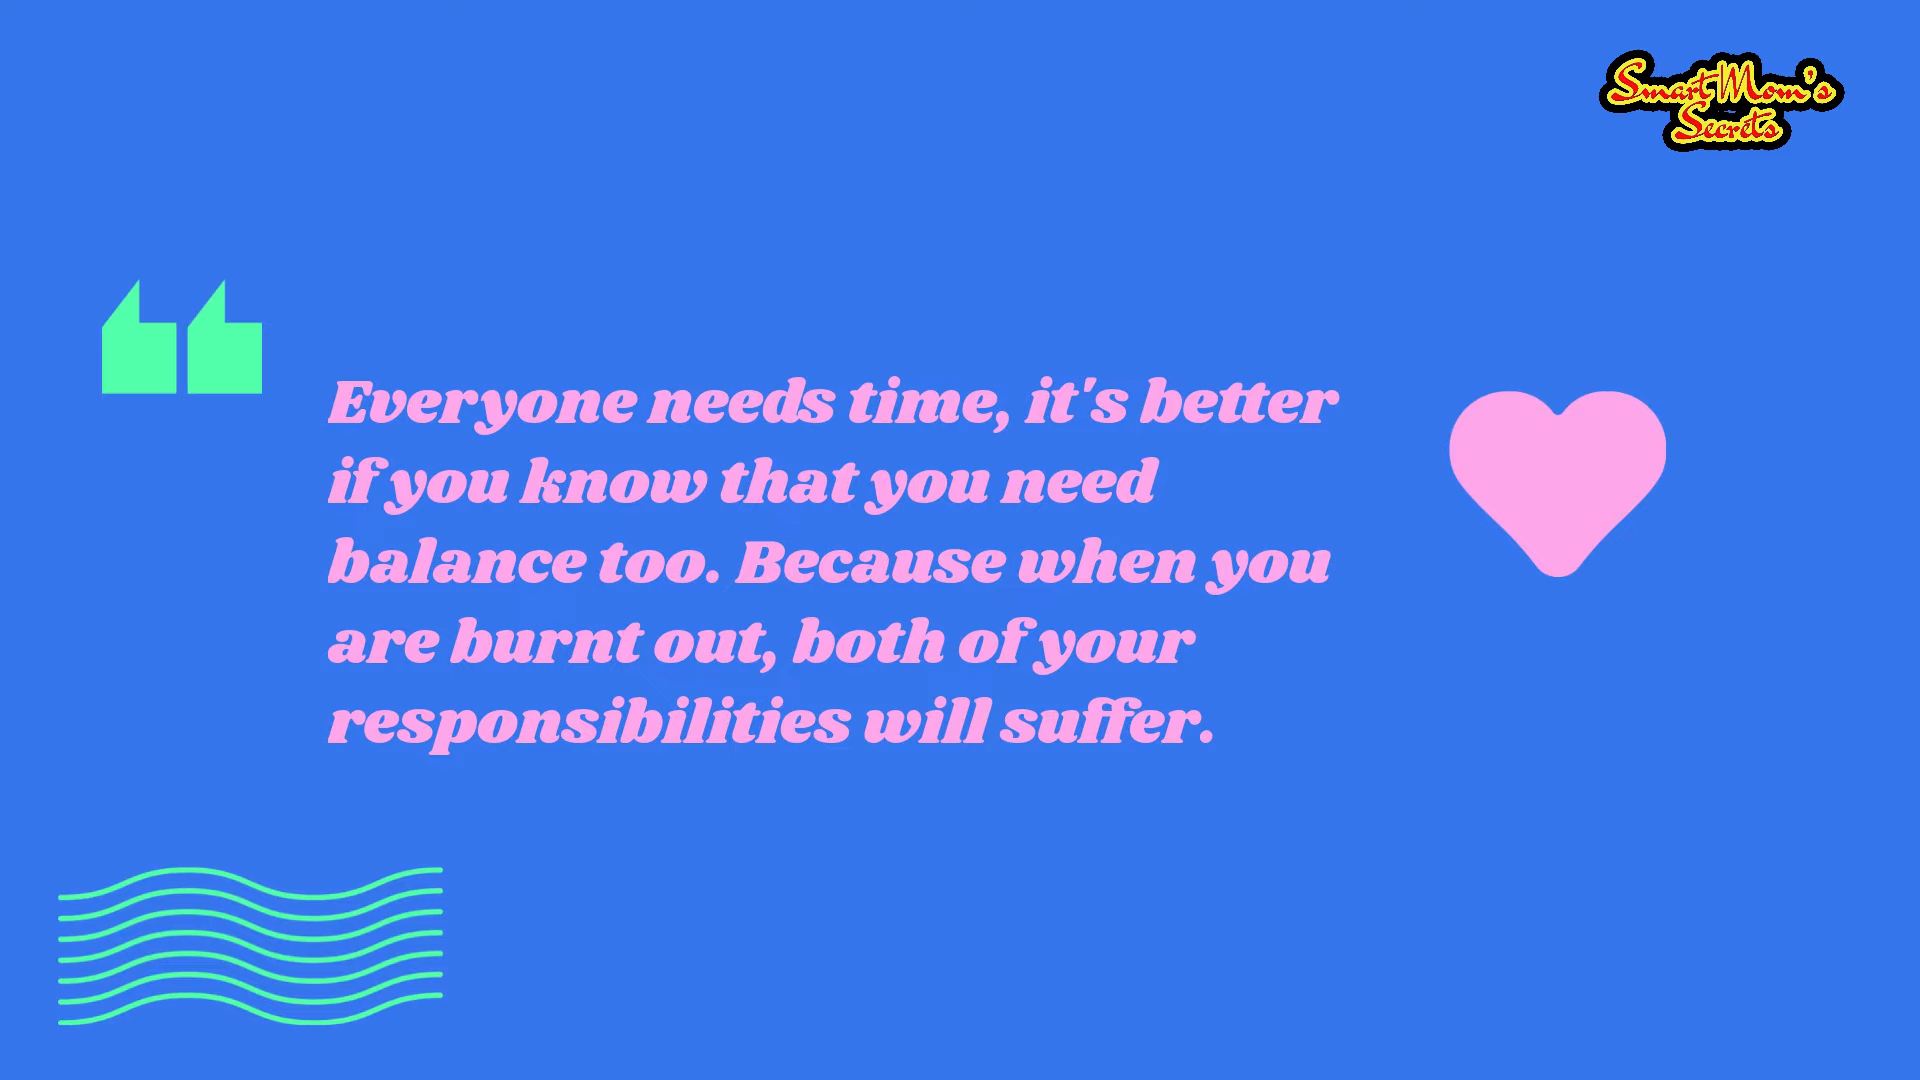 Smart Mom's
Secrets
Everyone needs time, it's better
if you know that you need
balance too. Because when you
are burnt out, both of your
responsibilities will suffer.